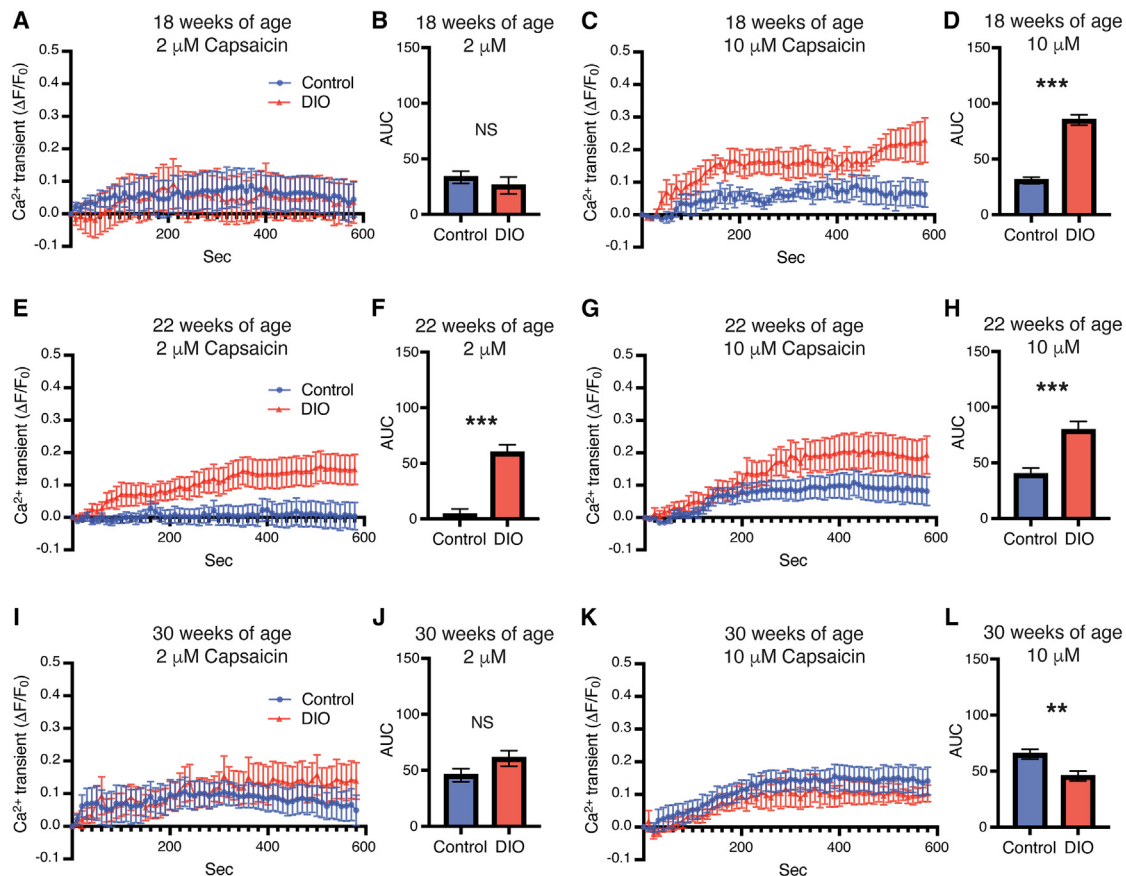 A
18 weeks of age
2 μM Capsaicin
Ca²⁺ transient (ΔF/F₀)
0.5
0.4
0.3
0.2
0.1
0.0
-0.1
200
400
600
Sec
Control
DIO
B
18 weeks of age
2 μM
AUC
150
100
50
0
NS
Control DIO
C
18 weeks of age
10 μM Capsaicin
Ca²⁺ transient (ΔF/F₀)
0.5
0.4
0.3
0.2
0.1
0.0
-0.1
200
400
600
Sec
D
18 weeks of age
10 μM
AUC
150
100
50
0
***
Control DIO
E
22 weeks of age
2 μM Capsaicin
Ca²⁺ transient (ΔF/F₀)
0.5
0.4
0.3
0.2
0.1
0.0
-0.1
200
400
600
Sec
Control
DIO
F
22 weeks of age
2 μM
AUC
150
100
50
0
***
Control DIO
G
22 weeks of age
10 μM Capsaicin
Ca²⁺ transient (ΔF/F₀)
0.5
0.4
0.3
0.2
0.1
0.0
-0.1
200
400
600
Sec
H
22 weeks of age
10 μM
AUC
150
100
50
0
***
Control DIO
I
30 weeks of age
2 μM Capsaicin
Ca²⁺ transient (ΔF/F₀)
0.5
0.4
0.3
0.2
0.1
0.0
-0.1
200
400
600
Sec
Control
DIO
J
30 weeks of age
2 μM
AUC
150
100
50
0
NS
Control DIO
K
30 weeks of age
10 μM Capsaicin
Ca²⁺ transient (ΔF/F₀)
0.5
0.4
0.3
0.2
0.1
0.0
-0.1
200
400
600
Sec
L
30 weeks of age
10 μM
AUC
150
100
50
0
**
Control DIO